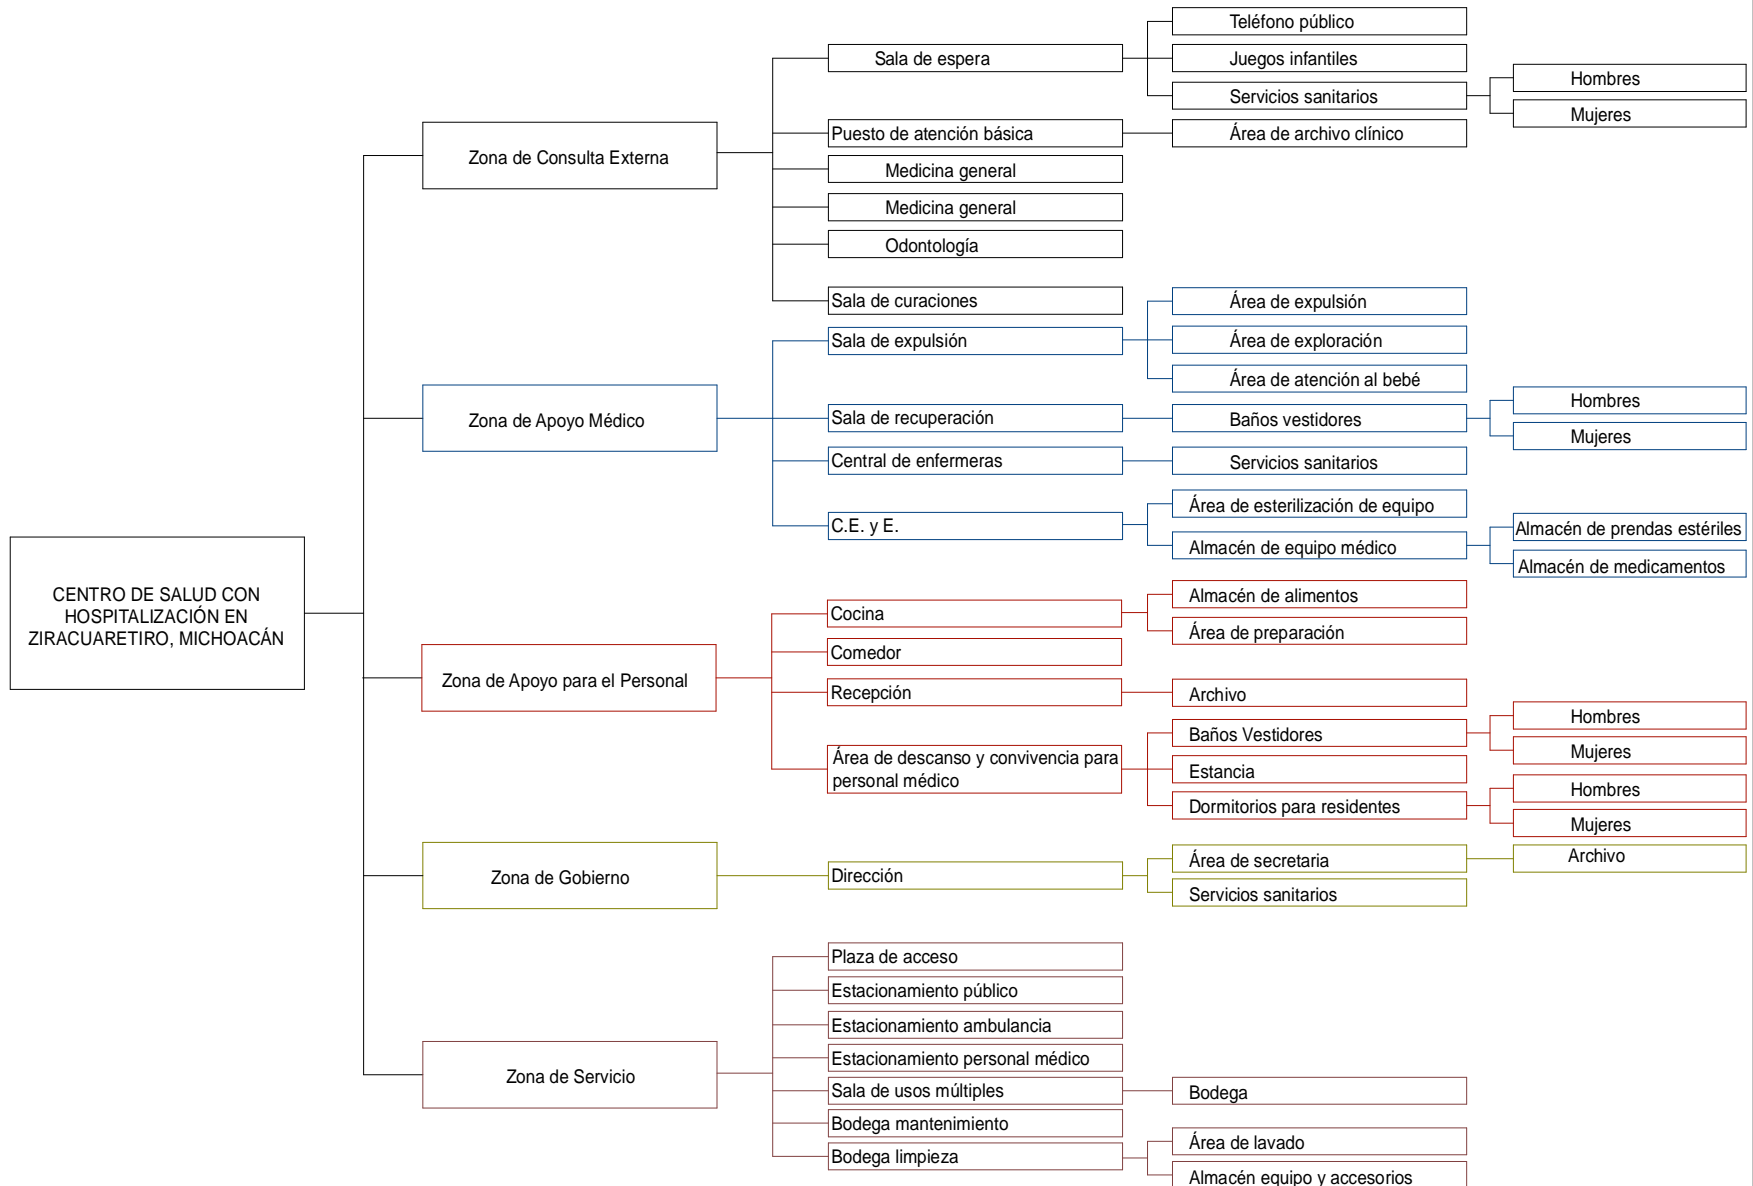 CENTRO DE SALUD CON
HOSPITALIZACIÓN EN
ZIRACUARETIRO, MICHOACÁN
Zona de Consulta Externa
Sala de espera
Teléfono público
Juegos infantiles
Servicios sanitarios
Hombres
Mujeres
Puesto de atención básica
Área de archivo clínico
Medicina general
Medicina general
Odontología
Sala de curaciones
Zona de Apoyo Médico
Sala de expulsión
Área de expulsión
Área de exploración
Área de atención al bebé
Sala de recuperación
Baños vestidores
Hombres
Mujeres
Central de enfermeras
Servicios sanitarios
C.E. y E.
Área de esterilización de equipo
Almacén de equipo médico
Almacén de prendas estériles
Almacén de medicamentos
Zona de Apoyo para el Personal
Cocina
Almacén de alimentos
Área de preparación
Comedor
Recepción
Archivo
Área de descanso y convivencia para
personal médico
Baños Vestidores
Hombres
Mujeres
Estancia
Dormitorios para residentes
Hombres
Mujeres
Zona de Gobierno
Dirección
Área de secretaria
Archivo
Servicios sanitarios
Zona de Servicio
Plaza de acceso
Estacionamiento público
Estacionamiento ambulancia
Estacionamiento personal médico
Sala de usos múltiples
Bodega
Bodega mantenimiento
Bodega limpieza
Área de lavado
Almacén equipo y accesorios